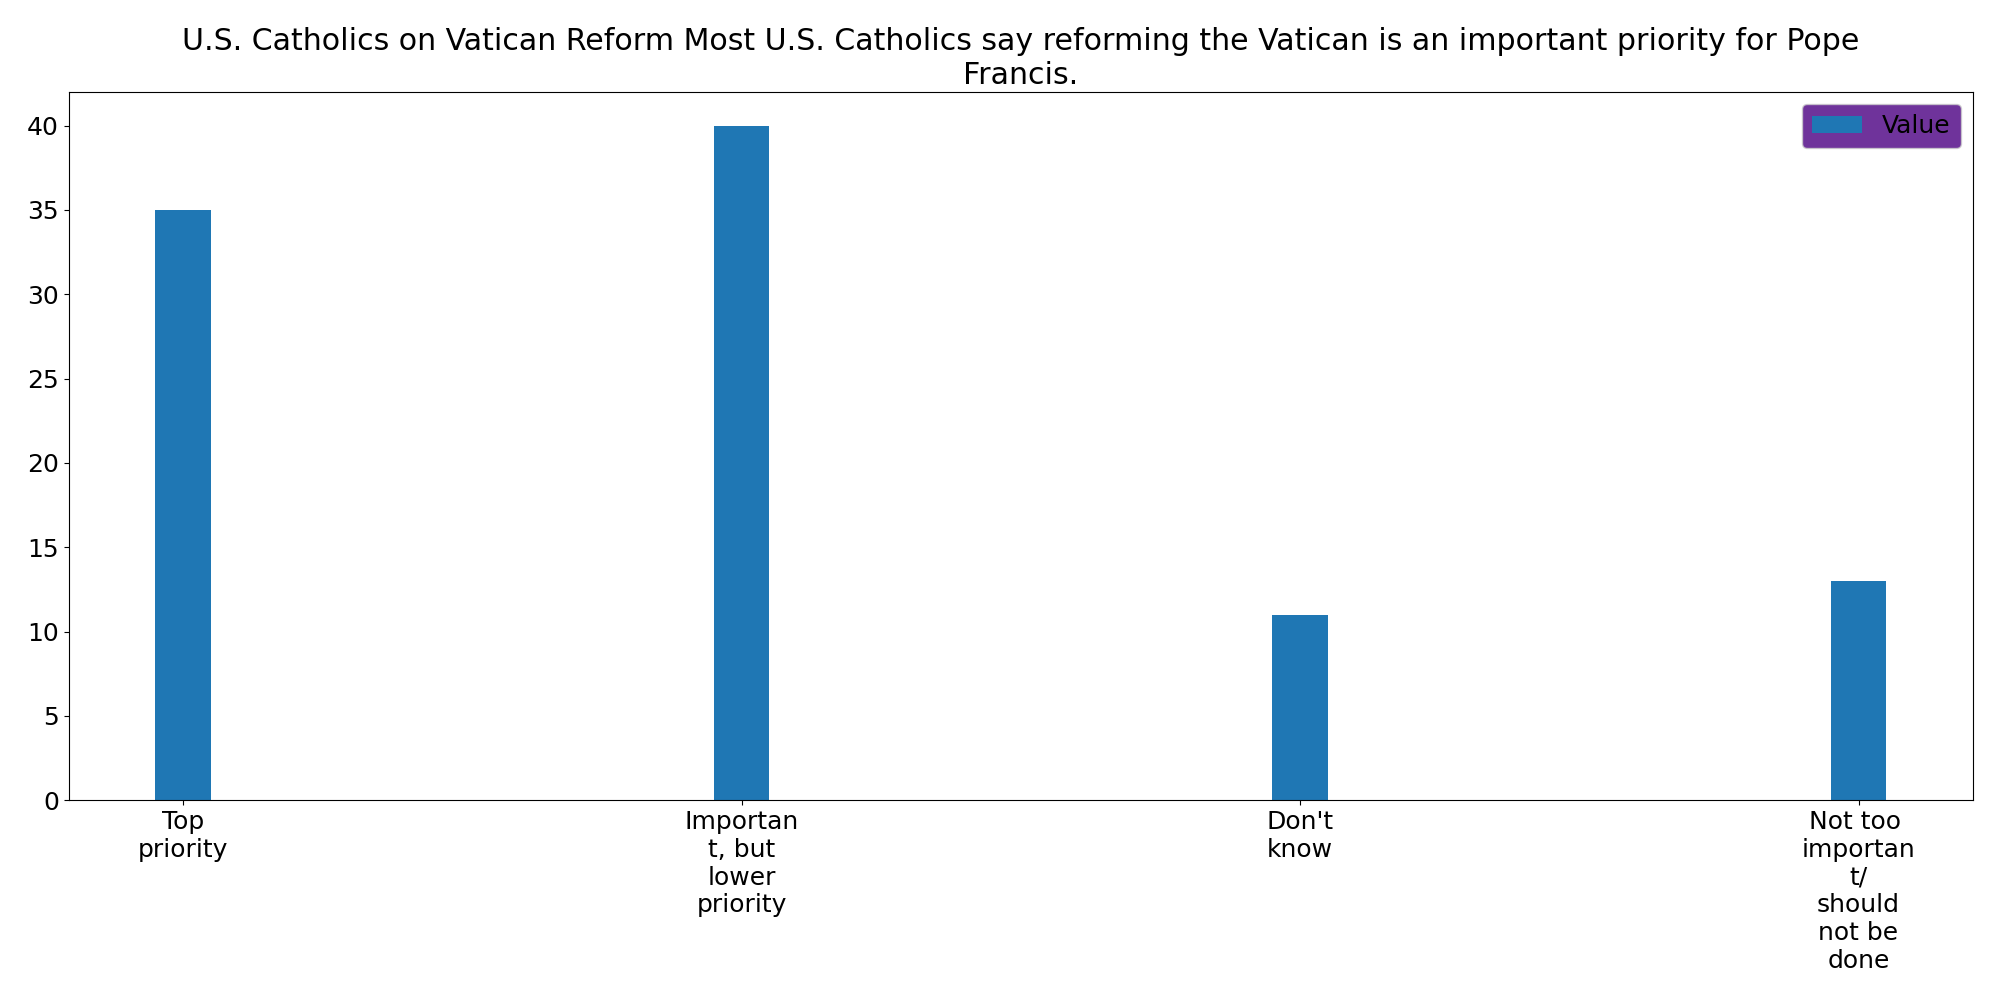 U.S. Catholics on Vatican Reform Most U.S. Catholics say reforming the Vatican is an important priority for Pope
Francis.
Value
40
35
30
25
20
15
10
5
0
Top
priority
Importan
t, but
lower
priority
Don't
know
Not too
importan
t/
should
not be
done